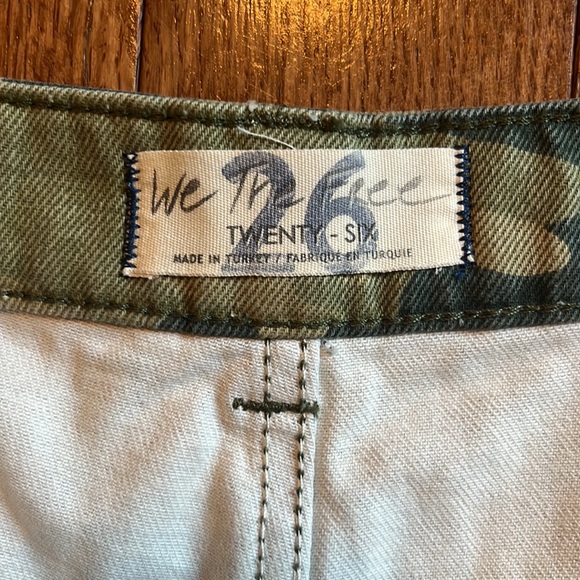 We The Free
26
TWENTY - SIX
MADE IN TURKEY / FABRIQUE EN TURQUIE